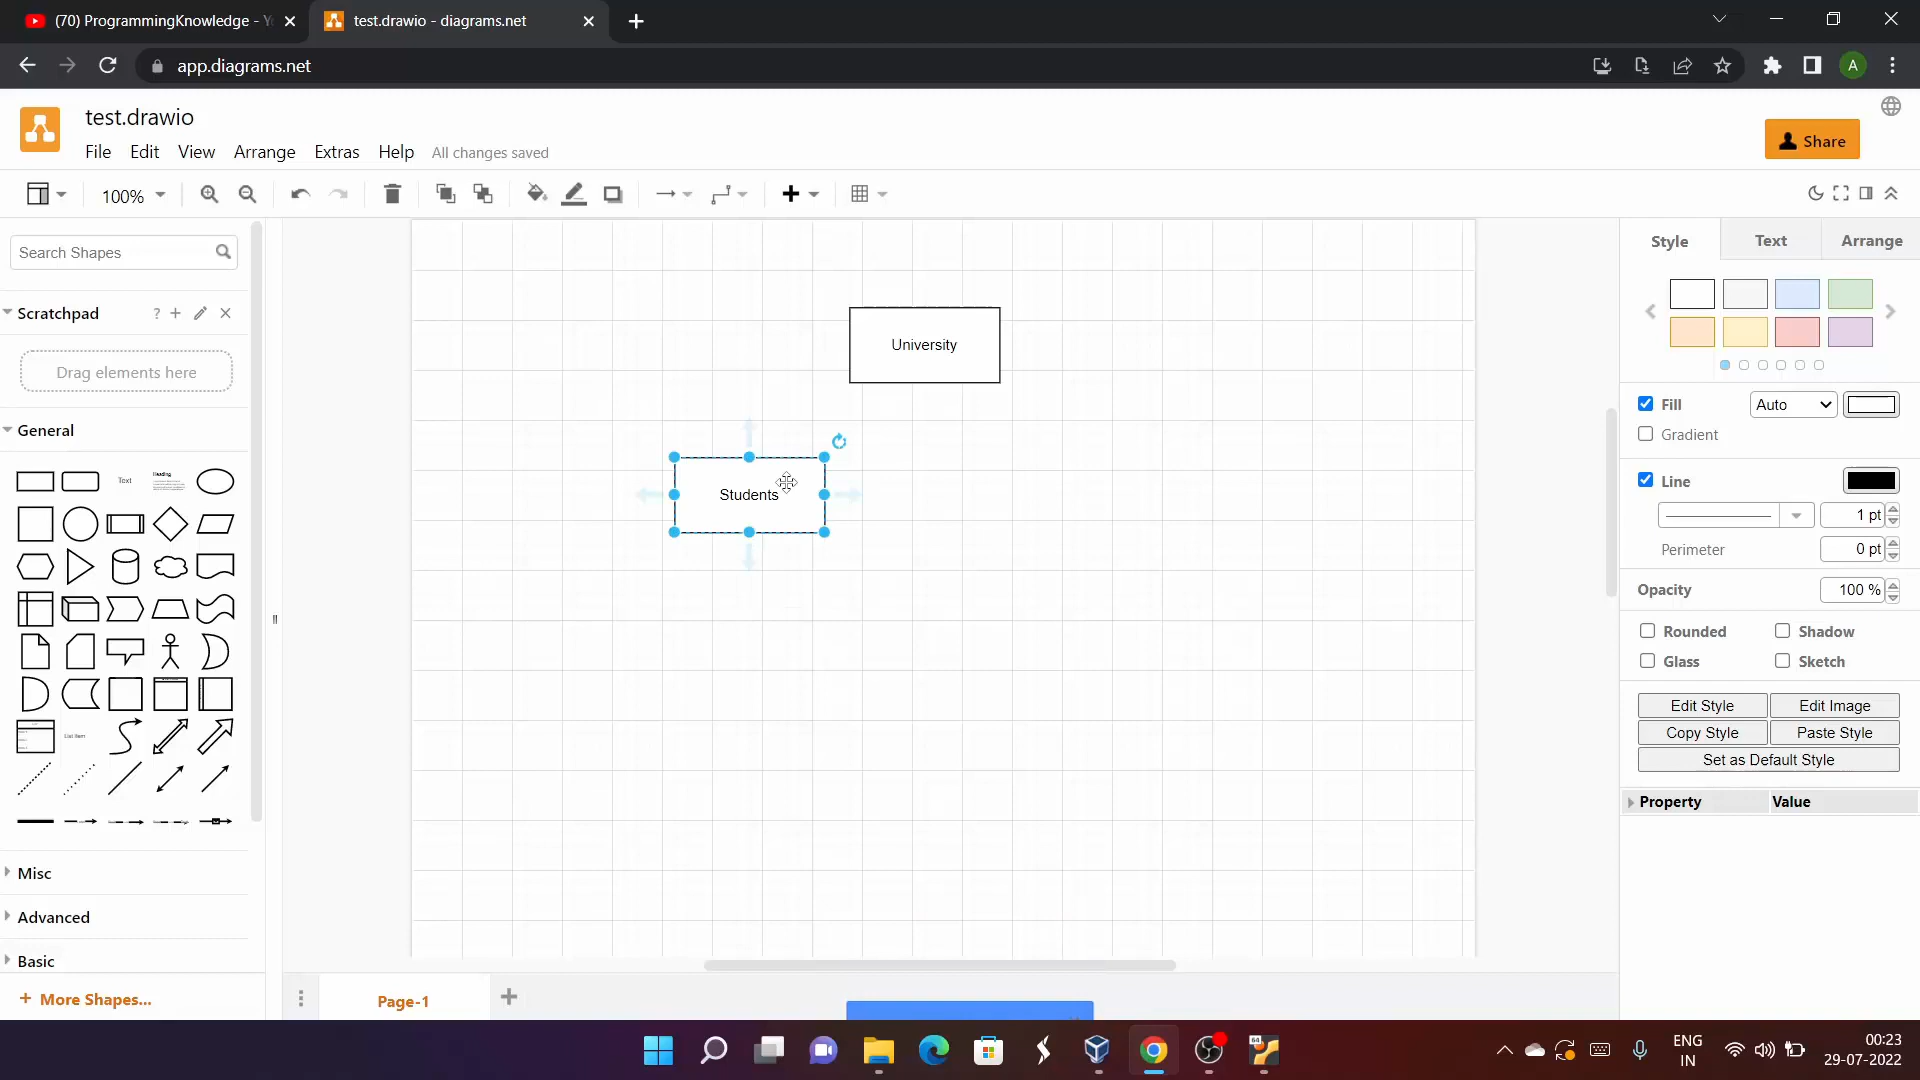 (70) ProgrammingKnowledge - Y
test.drawio - diagrams.net
app.diagrams.net
A
test.drawio
File Edit View Arrange Extras Help All changes saved
Share
100%
Search Shapes
Scratchpad
?
Drag elements here
General
Text
Heading
List Item
Misc
Advanced
Basic
+ More Shapes...
University
Students
Page-1
Style Text Arrange
Fill Auto
Gradient
Line
1 pt
Perimeter 0 pt
Opacity 100 %
Rounded Shadow
Glass Sketch
Edit Style Edit Image
Copy Style Paste Style
Set as Default Style
Property Value
64
ENG
IN
00:23
29-07-2022